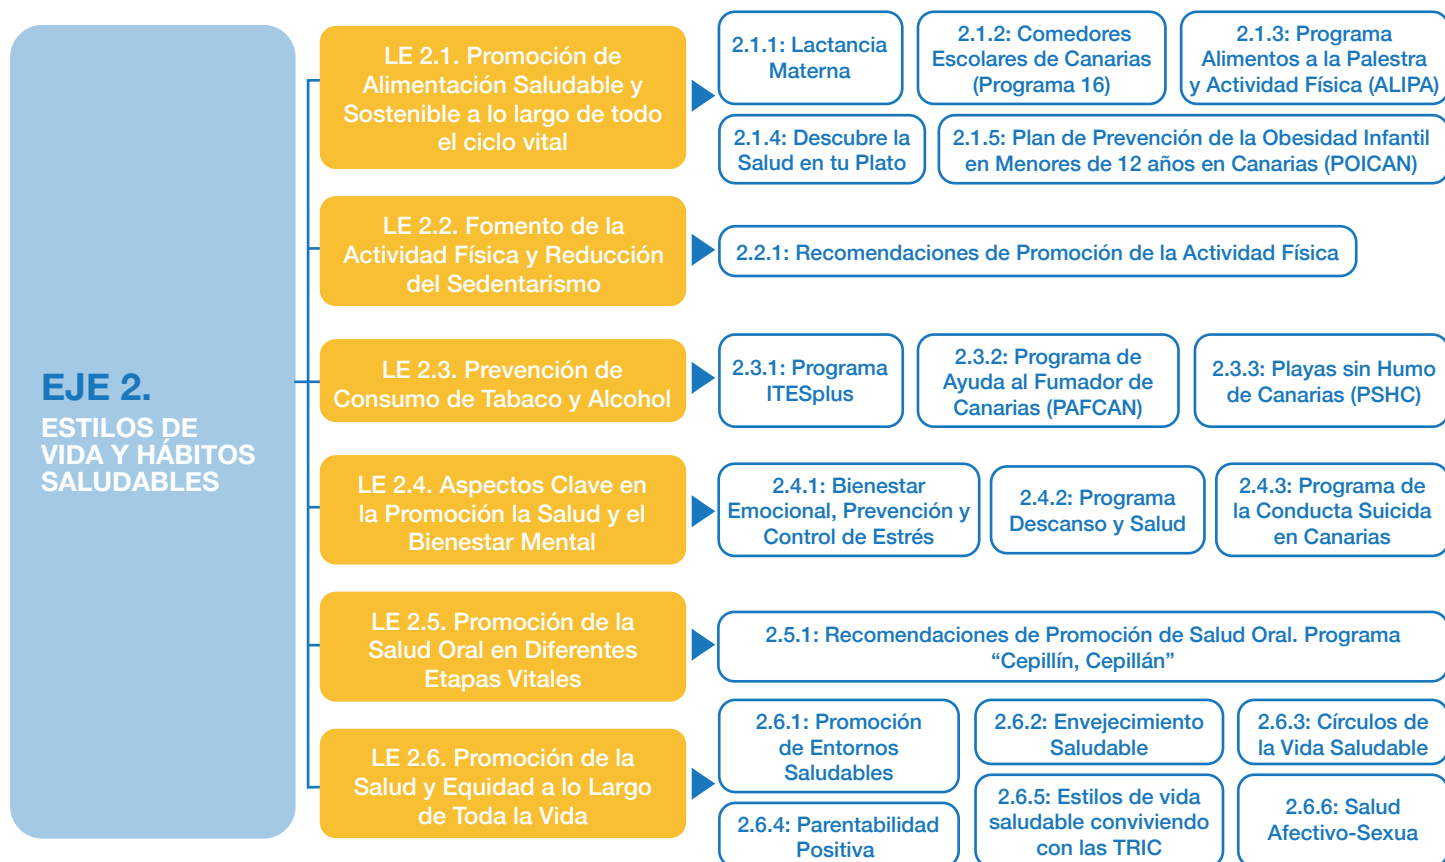 EJE 2.
ESTILOS DE
VIDA Y HÁBITOS
SALUDABLES
LE 2.1. Promoción de
Alimentación Saludable y
Sostenible a lo largo de todo
el ciclo vital
2.1.1: Lactancia
Materna
2.1.2: Comedores
Escolares de Canarias
(Programa 16)
2.1.3: Programa
Alimentos a la Palestra
y Actividad Física (ALIPA)
2.1.4: Descubre la
Salud en tu Plato
2.1.5: Plan de Prevención de la Obesidad Infantil
en Menores de 12 años en Canarias (POICAN)
LE 2.2. Fomento de la
Actividad Física y Reducción
del Sedentarismo
2.2.1: Recomendaciones de Promoción de la Actividad Física
LE 2.3. Prevención de
Consumo de Tabaco y Alcohol
2.3.1: Programa
ITESplus
2.3.2: Programa de
Ayuda al Fumador de
Canarias (PAFCAN)
2.3.3: Playas sin Humo
de Canarias (PSHC)
LE 2.4. Aspectos Clave en
la Promoción la Salud y el
Bienestar Mental
2.4.1: Bienestar
Emocional, Prevención y
Control de Estrés
2.4.2: Programa
Descanso y Salud
2.4.3: Programa de
la Conducta Suicida
en Canarias
LE 2.5. Promoción de la
Salud Oral en Diferentes
Etapas Vitales
2.5.1: Recomendaciones de Promoción de Salud Oral. Programa
“Cepillín, Cepillán”
LE 2.6. Promoción de la
Salud y Equidad a lo Largo
de Toda la Vida
2.6.1: Promoción
de Entornos
Saludables
2.6.2: Envejecimiento
Saludable
2.6.3: Círculos de
la Vida Saludable
2.6.4: Parentabilidad
Positiva
2.6.5: Estilos de vida
saludable conviviendo
con las TRIC
2.6.6: Salud
Afectivo-Sexua